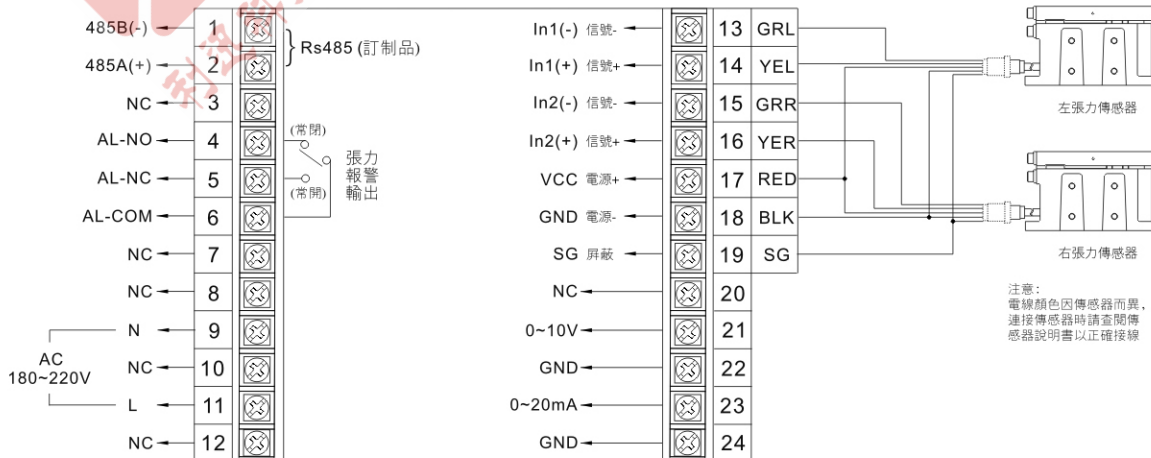 485B(-) 1
485A(+) 2
Rs485 (訂制品)
NC 3
AL-NO 4
AL-NC 5
AL-COM 6
(常閉)
(常開)
張力
報警
輸出
NC 7
NC 8
N 9
NC 10
L 11
NC 12
AC
180~220V
In1(-) 信號- 13 GRL
In1(+) 信號+ 14 YEL
In2(-) 信號- 15 GRR
In2(+) 信號+ 16 YER
VCC 電源+ 17 RED
GND 電源- 18 BLK
SG 屏蔽 19 SG
NC 20
0~10V 21
GND 22
0~20mA 23
GND 24
左張力傳感器
右張力傳感器
注意：
電線顏色因傳感器而異，
連接傳感器時請查閱傳
感器說明書以正確接線